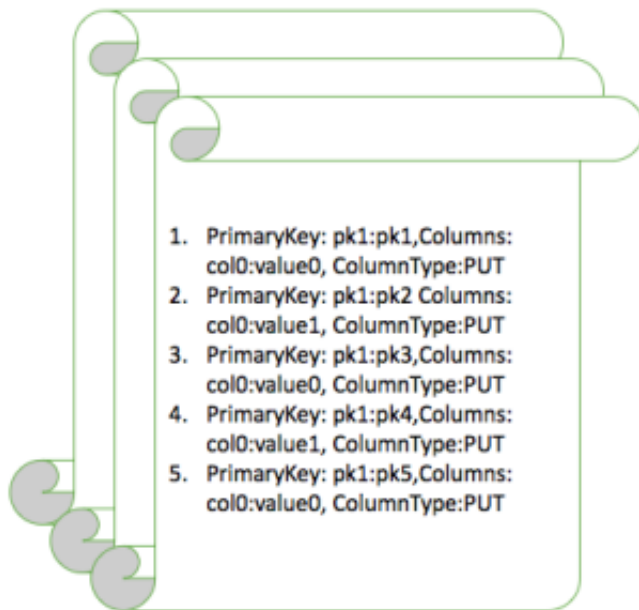 1. PrimaryKey: pk1:pk1,Columns:
col0:value0, ColumnType:PUT
2. PrimaryKey: pk1:pk2 Columns:
col0:value1, ColumnType:PUT
3. PrimaryKey: pk1:pk3,Columns:
col0:value0, ColumnType:PUT
4. PrimaryKey: pk1:pk4,Columns:
col0:value1, ColumnType:PUT
5. PrimaryKey: pk1:pk5,Columns:
col0:value0, ColumnType:PUT